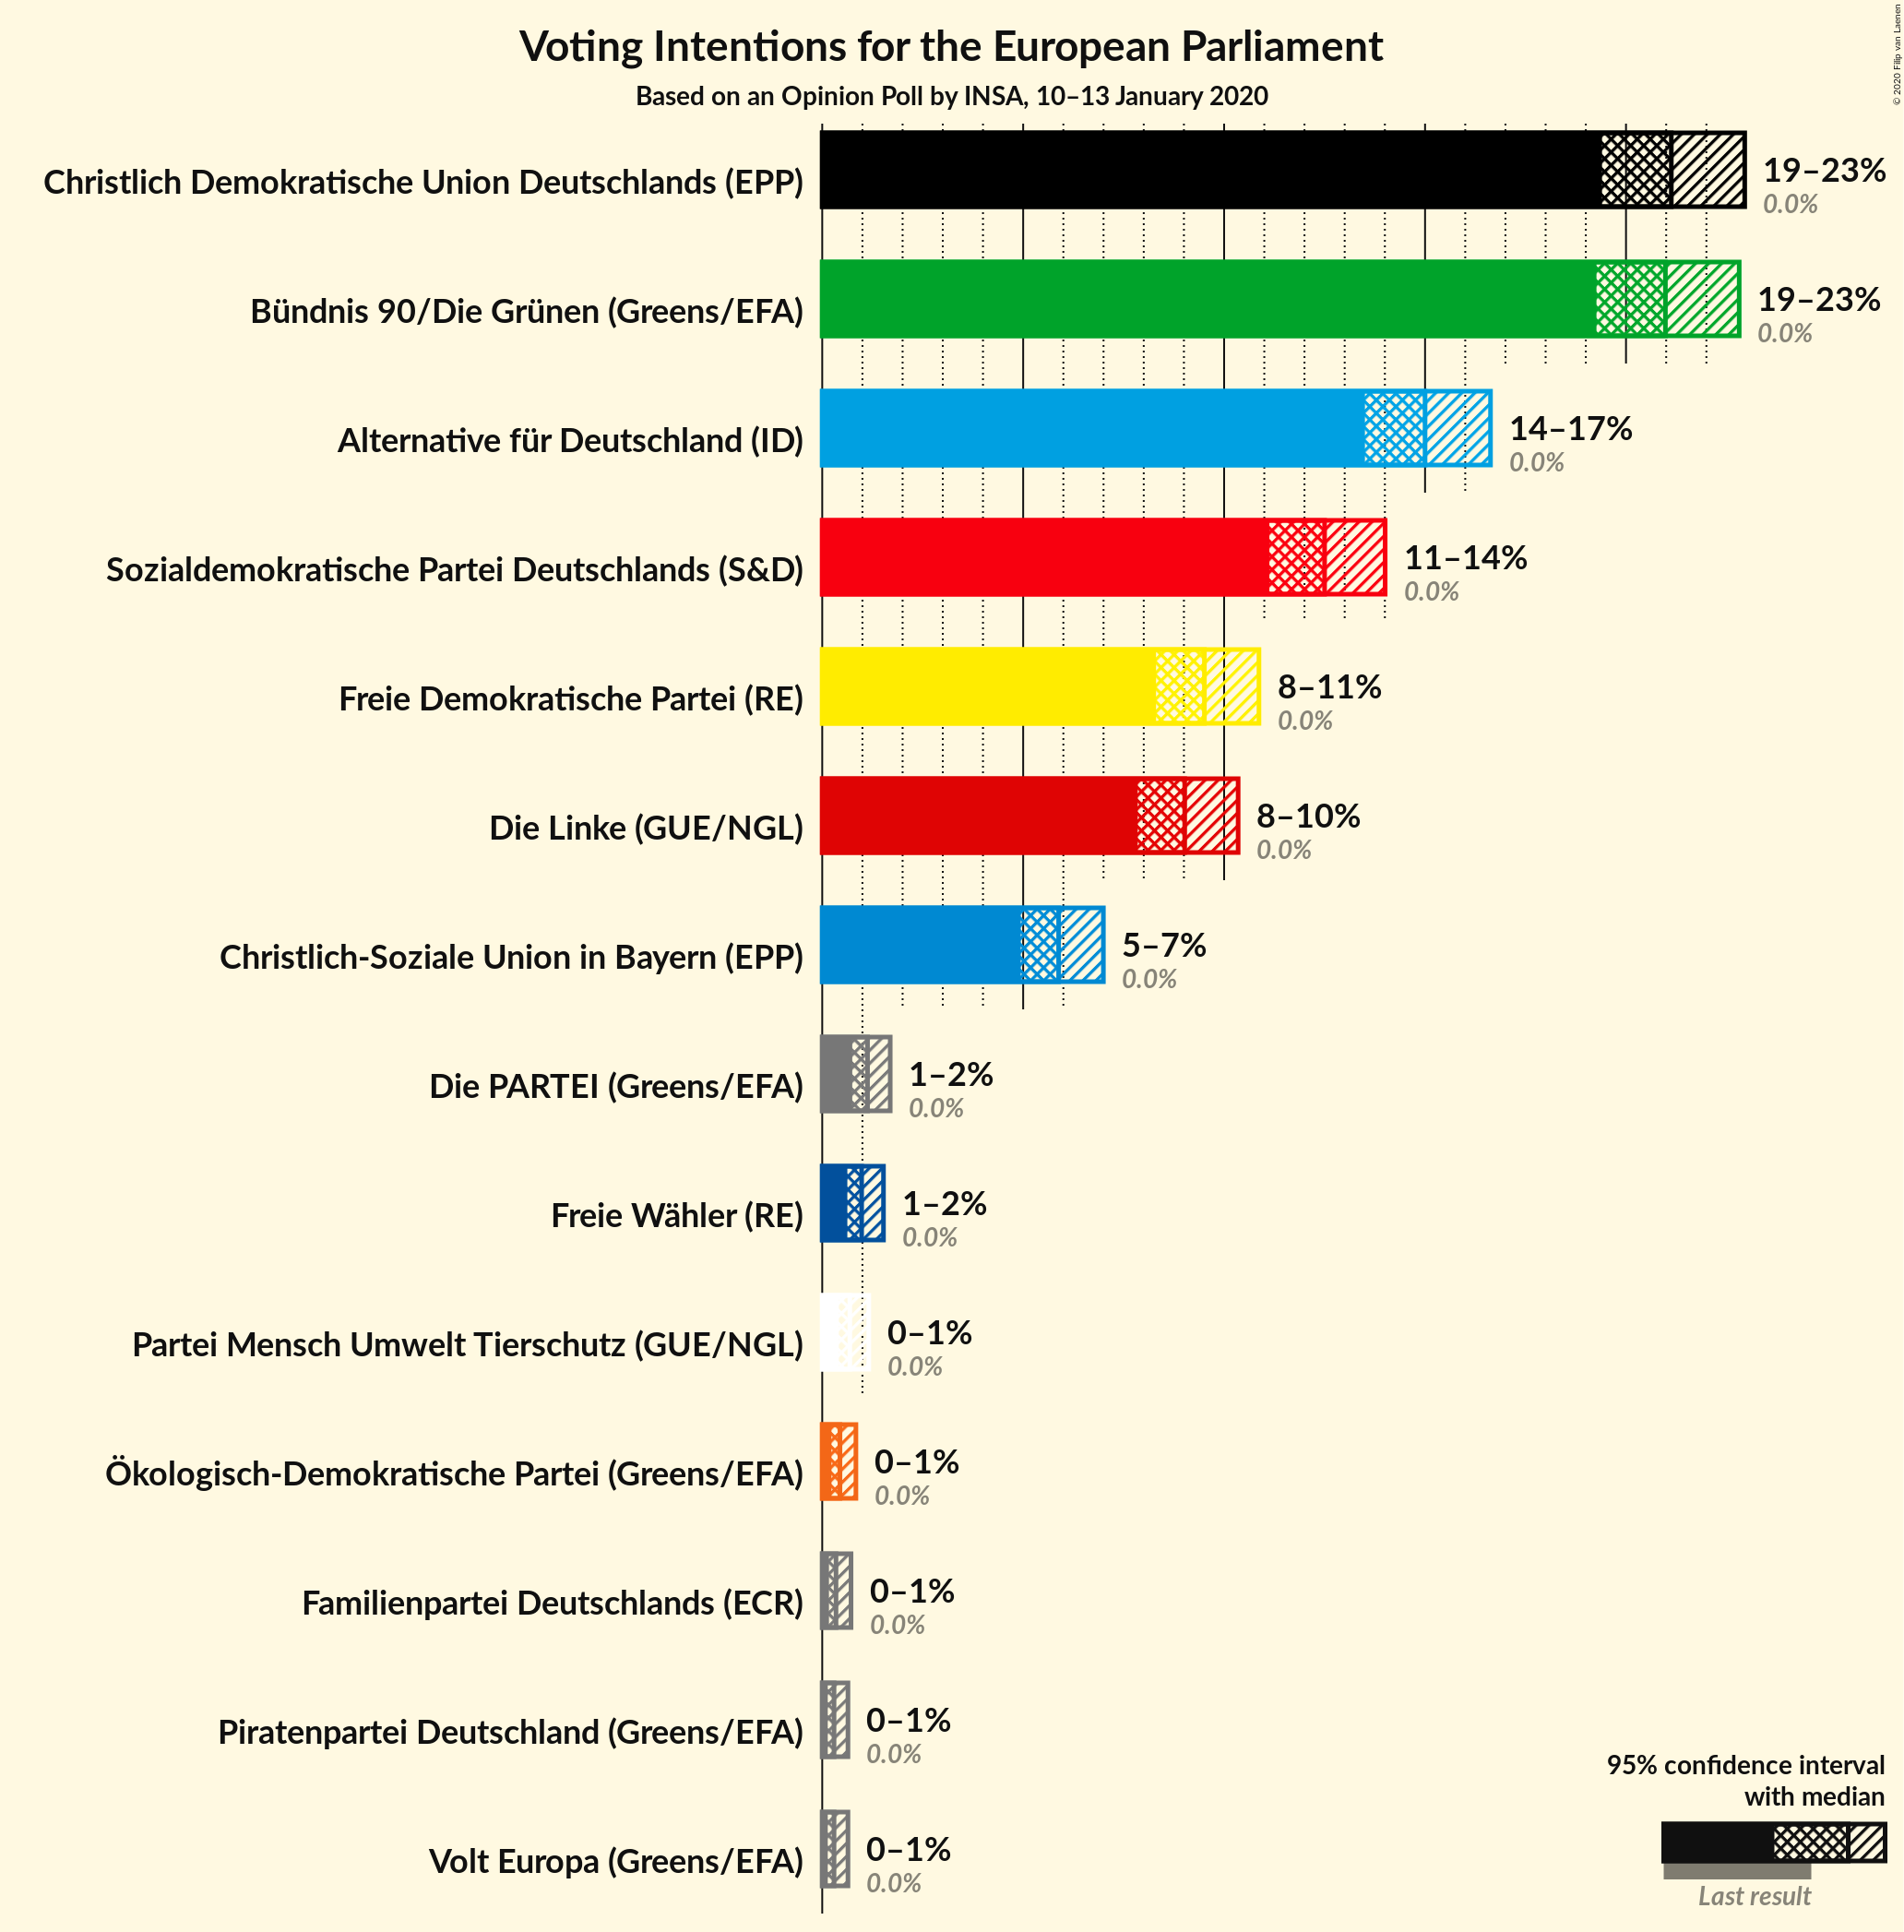 Voting Intentions for the European Parliament
Based on an Opinion Poll by INSA, 10–13 January 2020
© 2020 Filip van Laenen
Christlich Demokratische Union Deutschlands (EPP)
19–23%
0.0%
Bündnis 90/Die Grünen (Greens/EFA)
19–23%
0.0%
Alternative für Deutschland (ID)
14–17%
0.0%
Sozialdemokratische Partei Deutschlands (S&D)
11–14%
0.0%
Freie Demokratische Partei (RE)
8–11%
0.0%
Die Linke (GUE/NGL)
8–10%
0.0%
Christlich-Soziale Union in Bayern (EPP)
5–7%
0.0%
Die PARTEI (Greens/EFA)
1–2%
0.0%
Freie Wähler (RE)
1–2%
0.0%
Partei Mensch Umwelt Tierschutz (GUE/NGL)
0–1%
0.0%
Ökologisch-Demokratische Partei (Greens/EFA)
0–1%
0.0%
Familienpartei Deutschlands (ECR)
0–1%
0.0%
Piratenpartei Deutschland (Greens/EFA)
0–1%
0.0%
Volt Europa (Greens/EFA)
0–1%
0.0%
95% confidence interval
with median
Last result